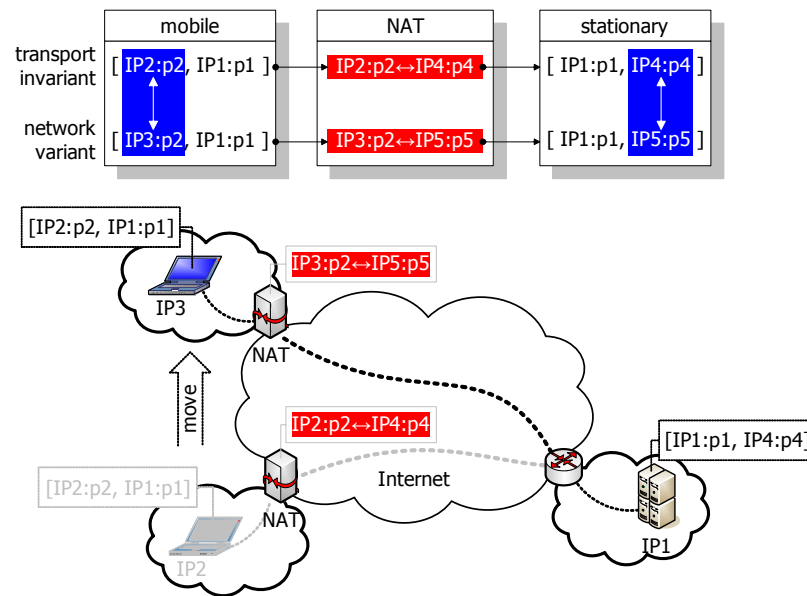 mobile
NAT
stationary
transport invariant
[ IP2:p2, IP1:p1 ]
IP2:p2↔IP4:p4
[ IP1:p1, IP4:p4 ]
network variant
[ IP3:p2, IP1:p1 ]
IP3:p2↔IP5:p5
[ IP1:p1, IP5:p5 ]
[IP2:p2, IP1:p1]
IP3:p2↔IP5:p5
IP3
NAT
move
IP2:p2↔IP4:p4
[IP1:p1, IP4:p4]
[IP2:p2, IP1:p1]
Internet
NAT
IP2
IP1